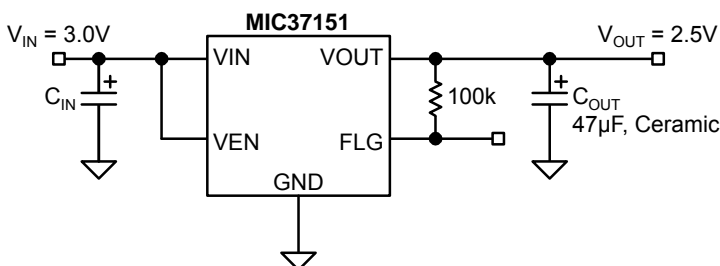 MIC37151
V_IN = 3.0V
V_OUT = 2.5V
VIN
VOUT
C_IN
+
100k
+
C_OUT
47µF, Ceramic
VEN
FLG
GND